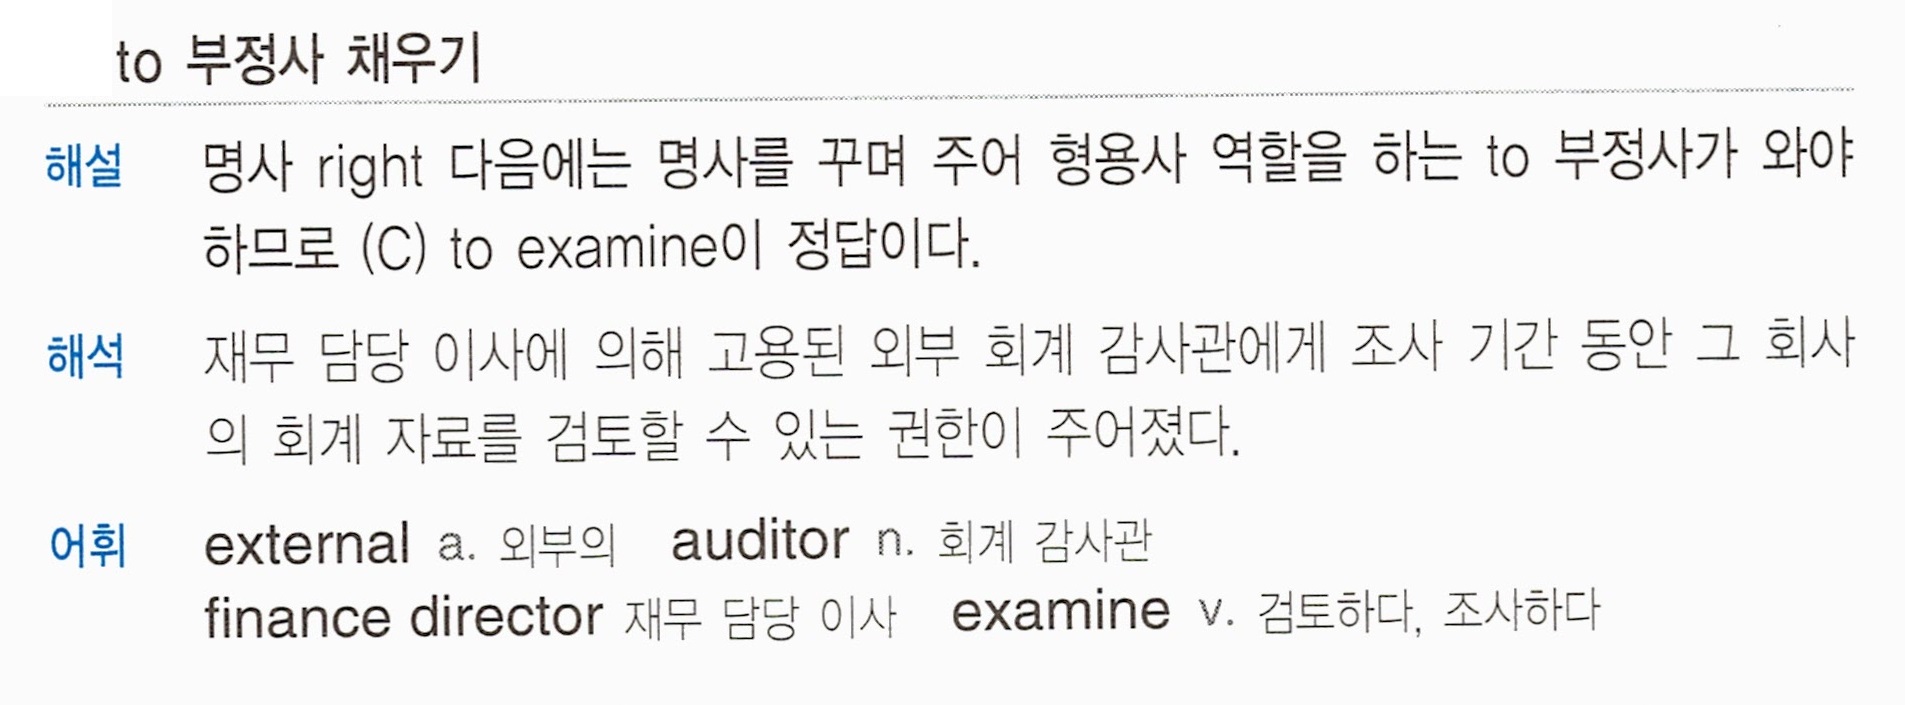 to 부정사 채우기
해설 명사 right 다음에는 명사를 꾸며 주어 형용사 역할을 하는 to 부정사가 와야
하므로 (C) to examine이 정답이다.
해석 재무 담당 이사에 의해 고용된 외부 회계 감사관에게 조사 기간 동안 그 회사
의 회계 자료를 검토할 수 있는 권한이 주어졌다.
어휘 external a. 외부의 auditor n. 회계 감사관
finance director 재무 담당 이사 examine v. 검토하다, 조사하다